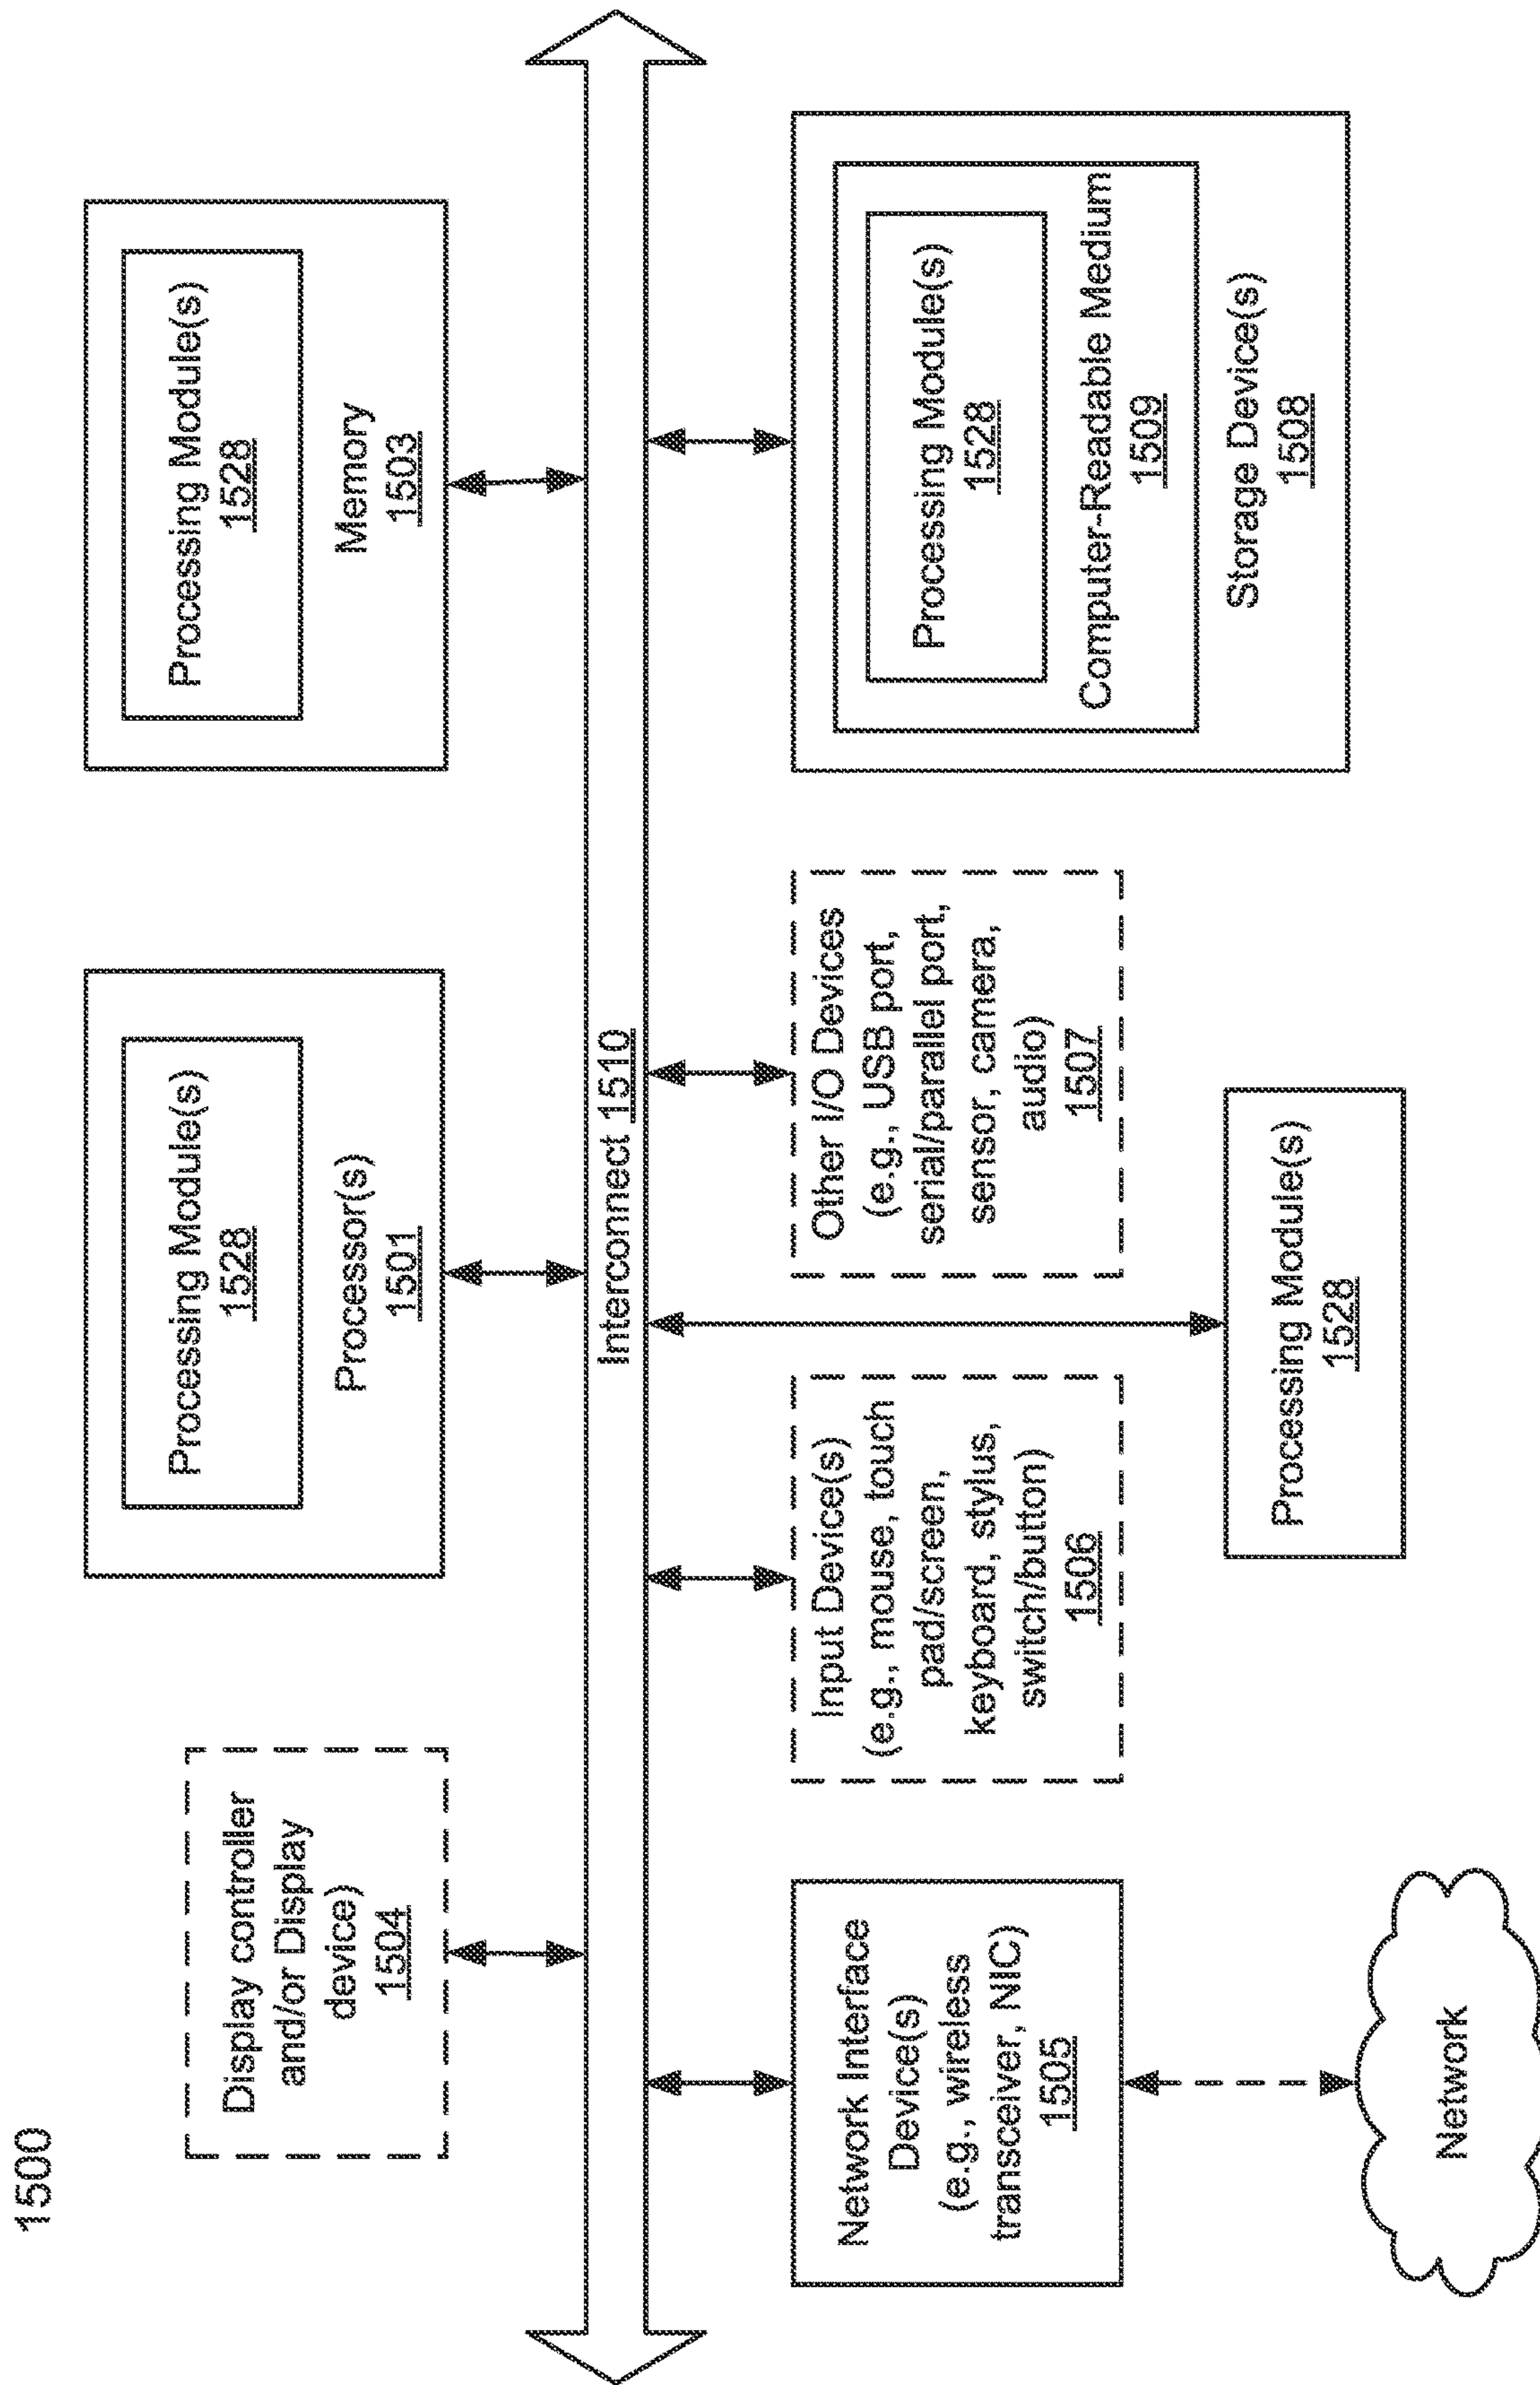 1500
Display controller
and/or Display
device)
1504
Processing Module(s)
1528
Processor(s)
1501
Processing Module(s)
1528
Memory
1503
Interconnect 1510
Network Interface
Device(s)
(e.g., wireless
transceiver, NIC)
1505
Input Device(s)
(e.g., mouse, touch
pad/screen,
keyboard, stylus,
switch/button)
1506
Other I/O Devices
(e.g., USB port,
serial/parallel port,
sensor, camera,
audio)
1507
Processing Module(s)
1528
Computer-Readable Medium
1509
Storage Device(s)
1508
Processing Module(s)
1528
Network